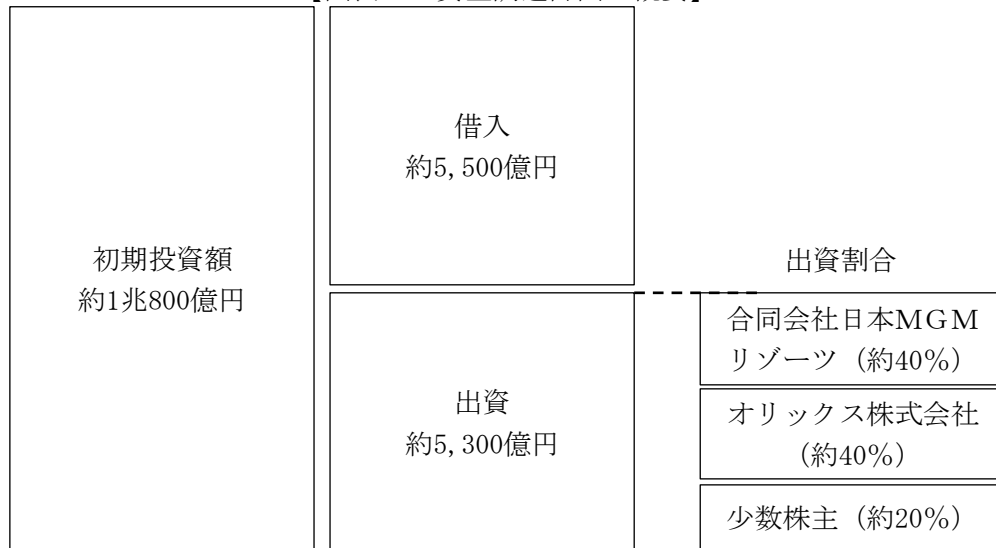 借入
約5,500億円
初期投資額
約1兆800億円
出資
約5,300億円
出資割合
合同会社日本MGM
リゾーツ（約40％）
オリックス株式会社
（約40％）
少数株主（約20％）